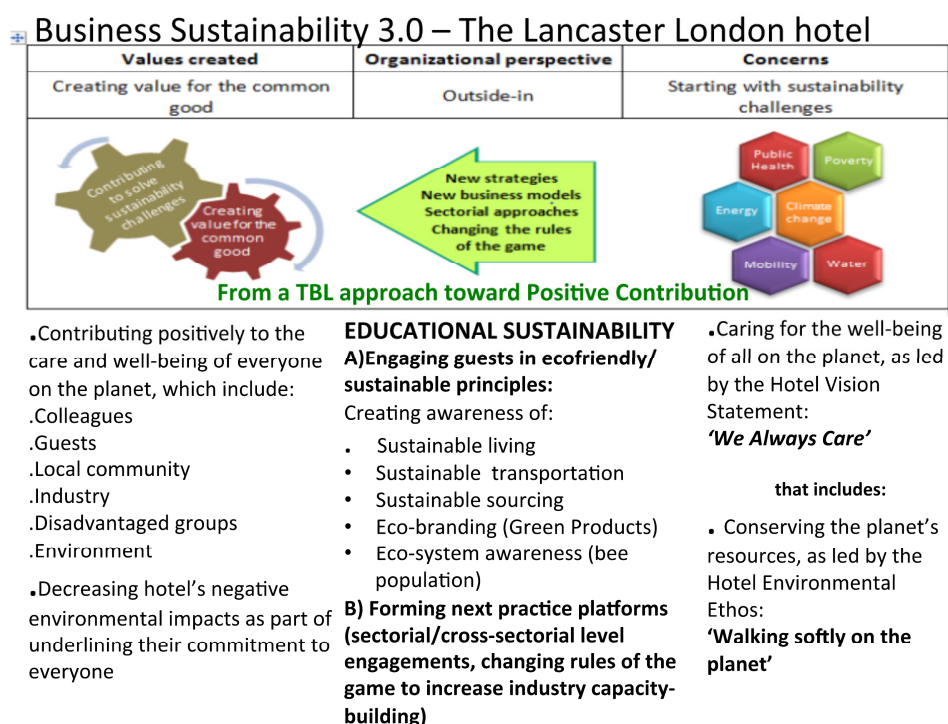 Business Sustainability 3.0 – The Lancaster London hotel
Values created
Organizational perspective
Concerns
Creating value for the common
good
Outside-in
Starting with sustainability
challenges
Contributing
to solve
sustainability
challenges
Creating
value for the
common
good
New strategies
New business models
Sectorial approaches
Changing the rules
of the game
Public
Health
Poverty
Energy
Climate
change
Mobility
Water
From a TBL approach toward Positive Contribution
.Contributing positively to the
care and well-being of everyone
on the planet, which include:
.Colleagues
.Guests
.Local community
.Industry
.Disadvantaged groups
.Environment
.Decreasing hotel’s negative
environmental impacts as part of
underlining their commitment to
everyone
EDUCATIONAL SUSTAINABILITY
A)Engaging guests in ecofriendly/
sustainable principles:
Creating awareness of:
. Sustainable living
• Sustainable transportation
• Sustainable sourcing
• Eco-branding (Green Products)
• Eco-system awareness (bee
population)
B) Forming next practice platforms
(sectorial/cross-sectorial level
engagements, changing rules of the
game to increase industry capacity-
building)
.Caring for the well-being
of all on the planet, as led
by the Hotel Vision
Statement:
‘We Always Care’
that includes:
. Conserving the planet’s
resources, as led by the
Hotel Environmental
Ethos:
‘Walking softly on the
planet’